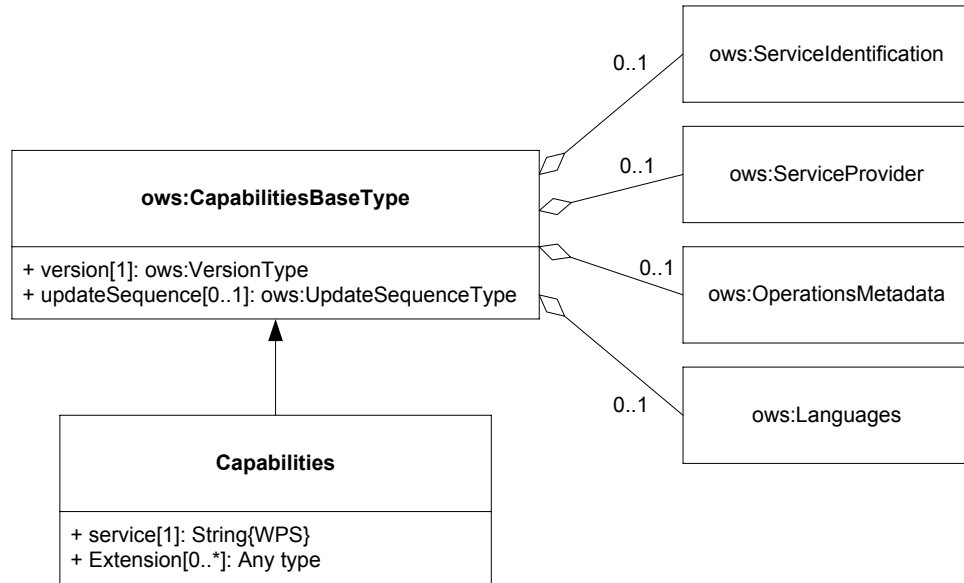 0..1
ows:ServiceIdentification
ows:CapabilitiesBaseType
+ version[1]: ows:VersionType
+ updateSequence[0..1]: ows:UpdateSequenceType
0..1
ows:ServiceProvider
0..1
ows:OperationsMetadata
0..1
ows:Languages
Capabilities
+ service[1]: String{WPS}
+ Extension[0..*]: Any type